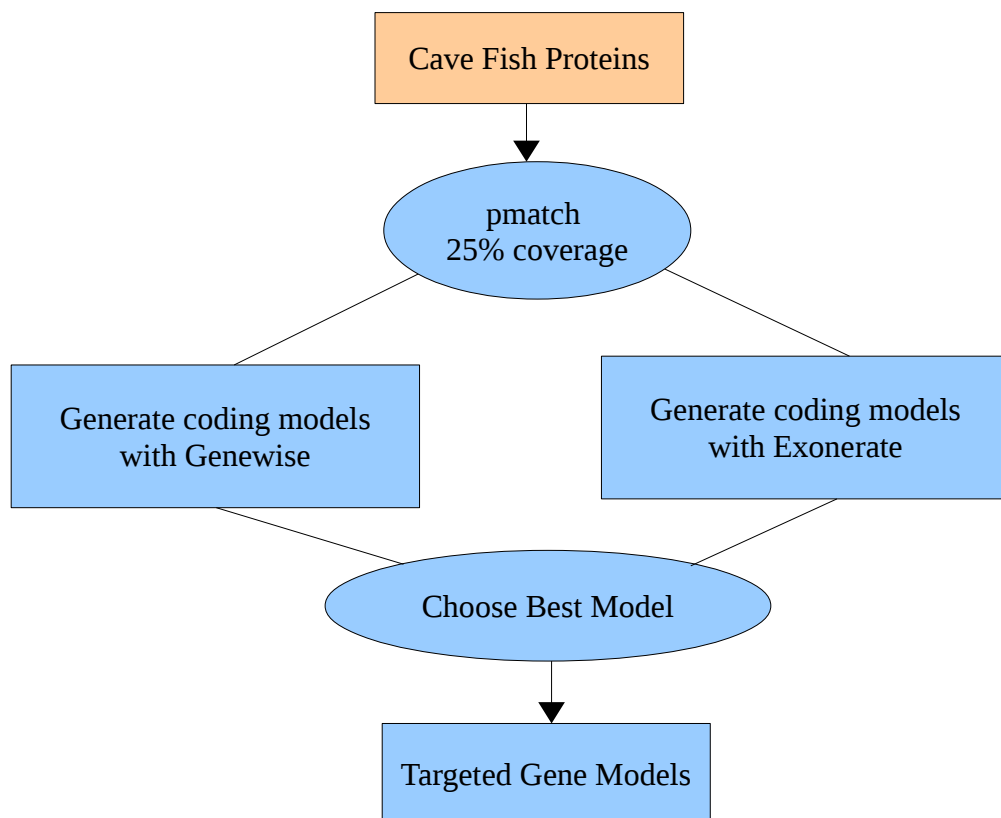 Cave Fish Proteins
pmatch
25% coverage
Generate coding models
with Genewise
Generate coding models
with Exonerate
Choose Best Model
Targeted Gene Models